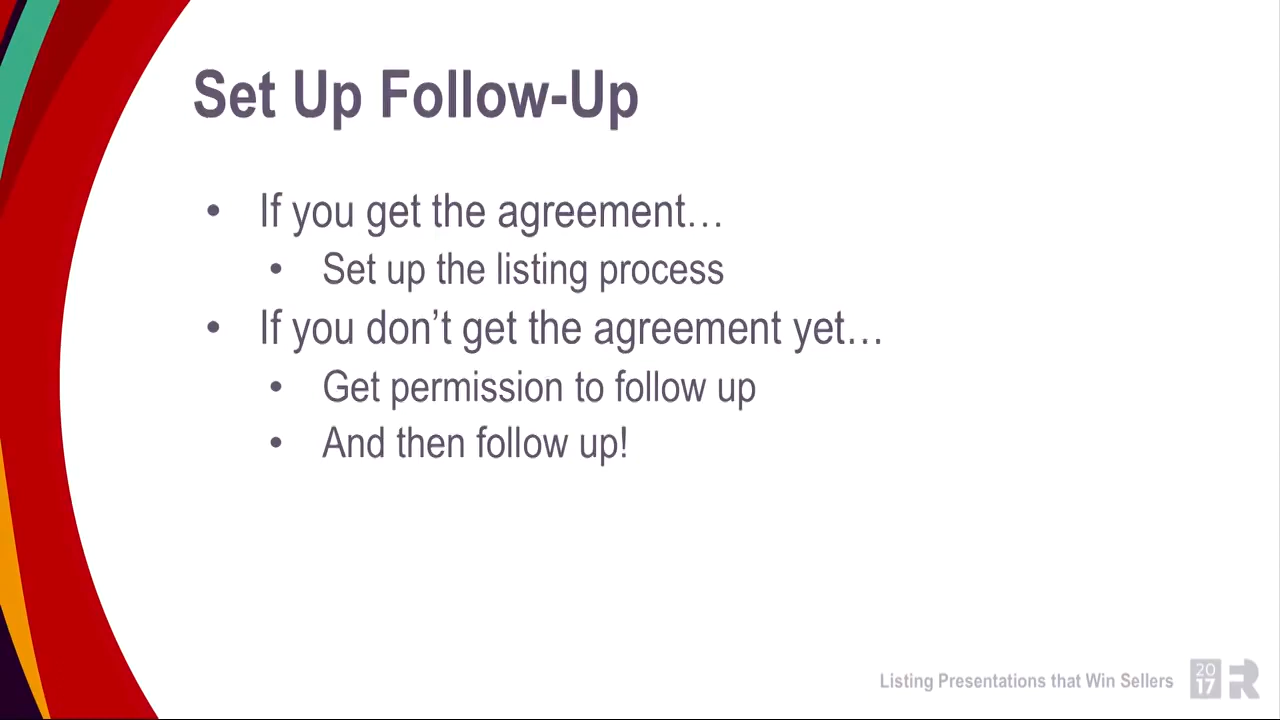 Set Up Follow-Up
• If you get the agreement…
• Set up the listing process
• If you don’t get the agreement yet…
• Get permission to follow up
• And then follow up!
Listing Presentations that Win Sellers
20
17
R